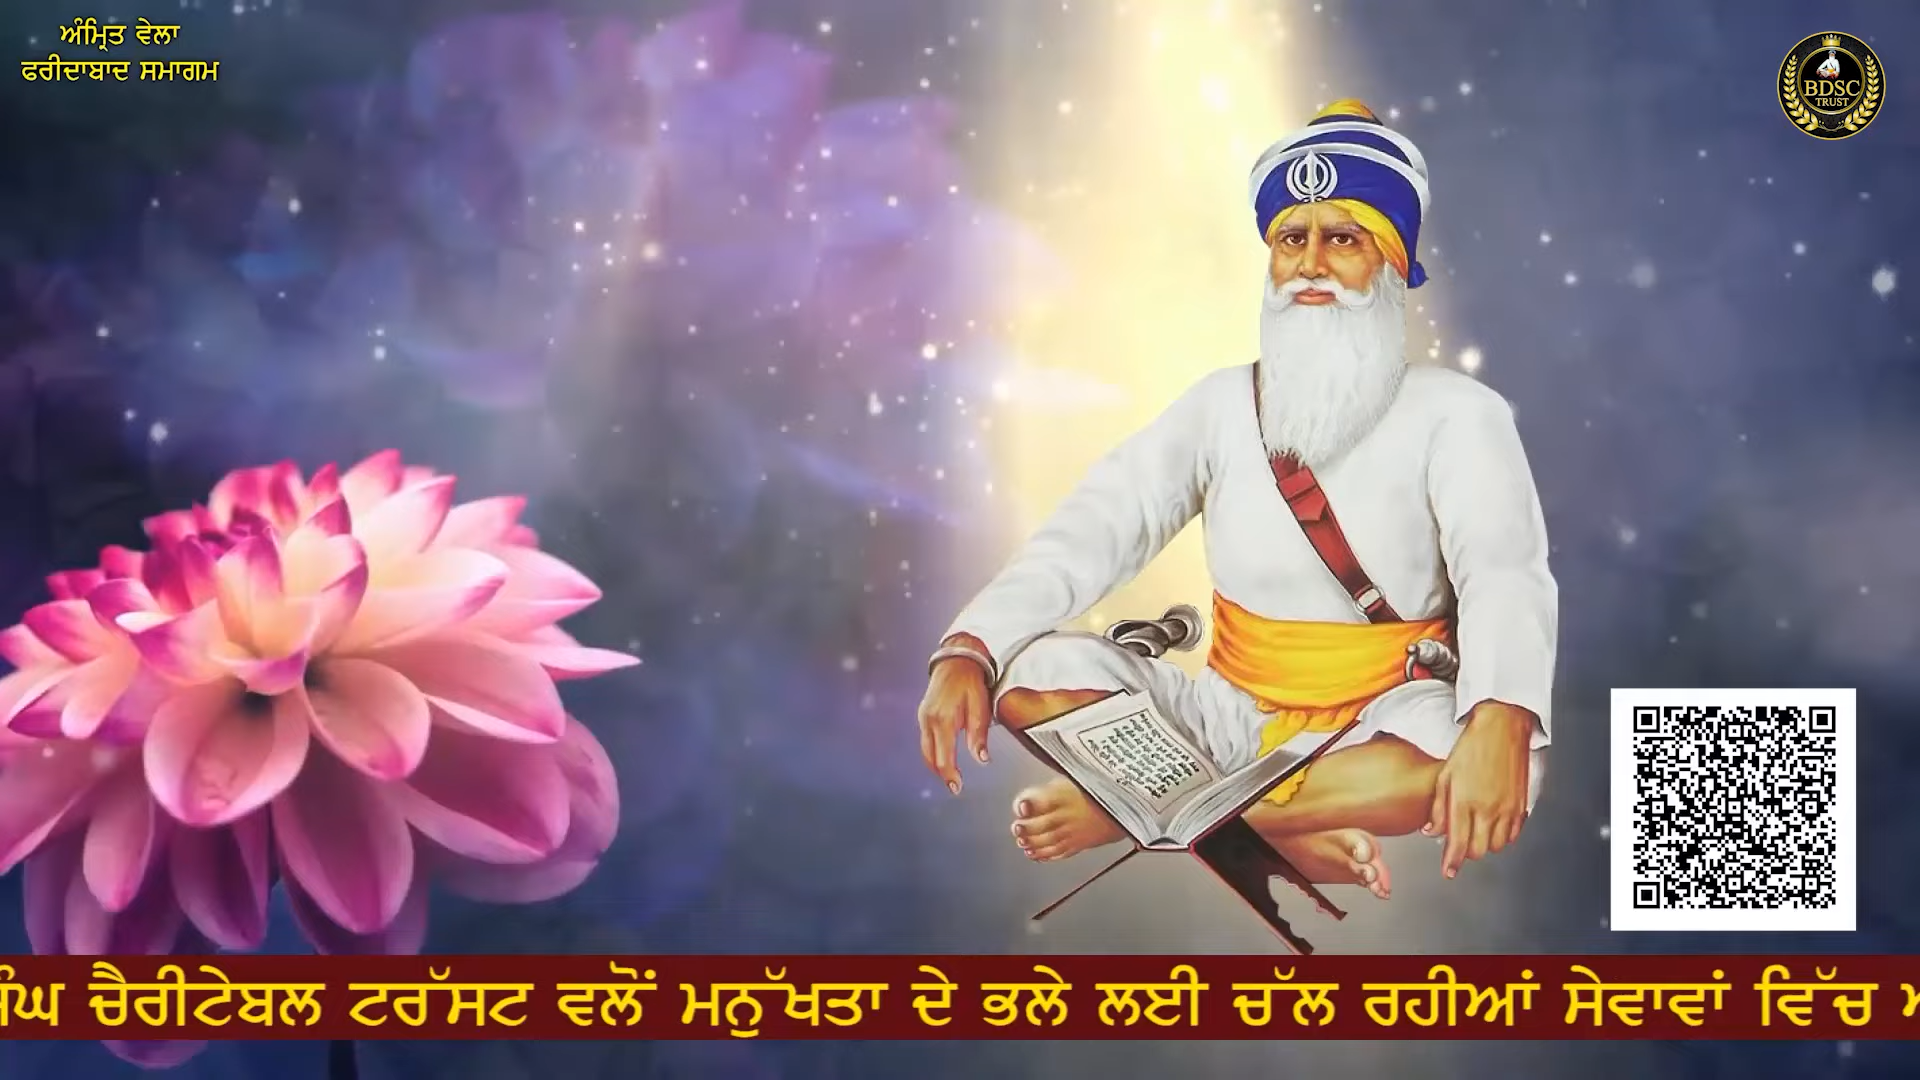 ਅੰਮ੍ਰਿਤ ਵੇਲਾ
ਫਰੀਦਾਬਾਦ ਸਮਾਗਮ
BDSC
TRUST
ਚੈਰੀਟੇਬਲ ਟਰੱਸਟ ਵਲੋਂ ਮਨੁੱਖਤਾ ਦੇ ਭਲੇ ਲਈ ਚੱਲ ਰਹੀਆਂ ਸੇਵਾਵਾਂ ਵਿੱਚ